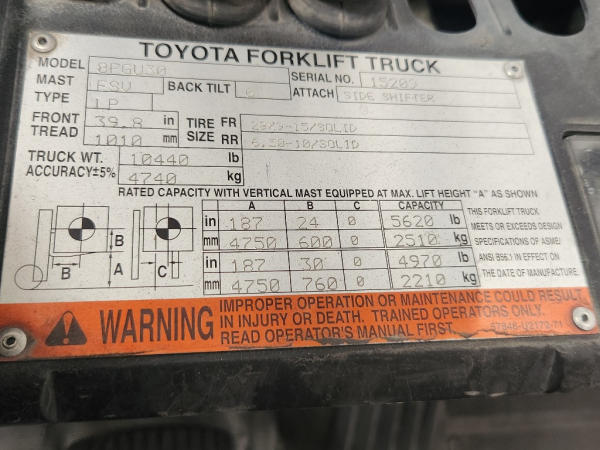 TOYOTA FORKLIFT TRUCK
MODEL 8FGU30 SERIAL NO. 15209
MAST FSV BACK TILT 6 ATTACH SIDE SHIFTER
TYPE LP
FRONT TREAD 39.8 in 1010 mm
TIRE SIZE FR 28X9-15/SOLID
RR 6.50-10/SOLID
TRUCK WT. 10440 lb
ACCURACY±5% 4740 kg
RATED CAPACITY WITH VERTICAL MAST EQUIPPED AT MAX. LIFT HEIGHT "A" AS SHOWN
A B C CAPACITY
in 187 24 0 5620 lb
mm 4750 600 0 2510 kg
in 187 30 0 4970 lb
mm 4750 760 0 2210 kg
B B A C
THIS FORKLIFT TRUCK
MEETS OR EXCEEDS DESIGN
SPECIFICATIONS OF ASME/
ANSI B56.1 IN EFFECT ON
THE DATE OF MANUFACTURE.
WARNING
IMPROPER OPERATION OR MAINTENANCE COULD RESULT
IN INJURY OR DEATH. TRAINED OPERATORS ONLY.
READ OPERATOR'S MANUAL FIRST.